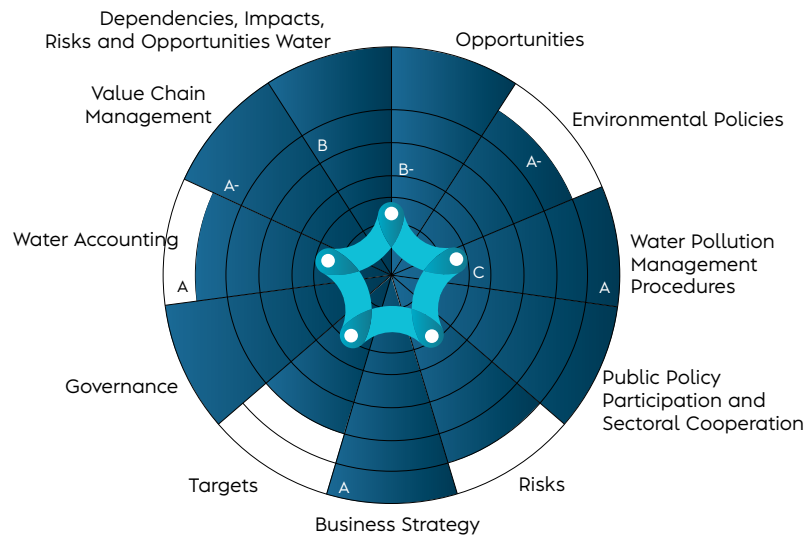 Dependencies, Impacts,
Risks and Opportunities Water
Opportunities
Value Chain
Management
Environmental Policies
B
B-
A-
A-
Water Accounting
Water Pollution
Management
Procedures
A
C
A
Governance
Public Policy
Participation and
Sectoral Cooperation
Targets
A
Risks
Business Strategy